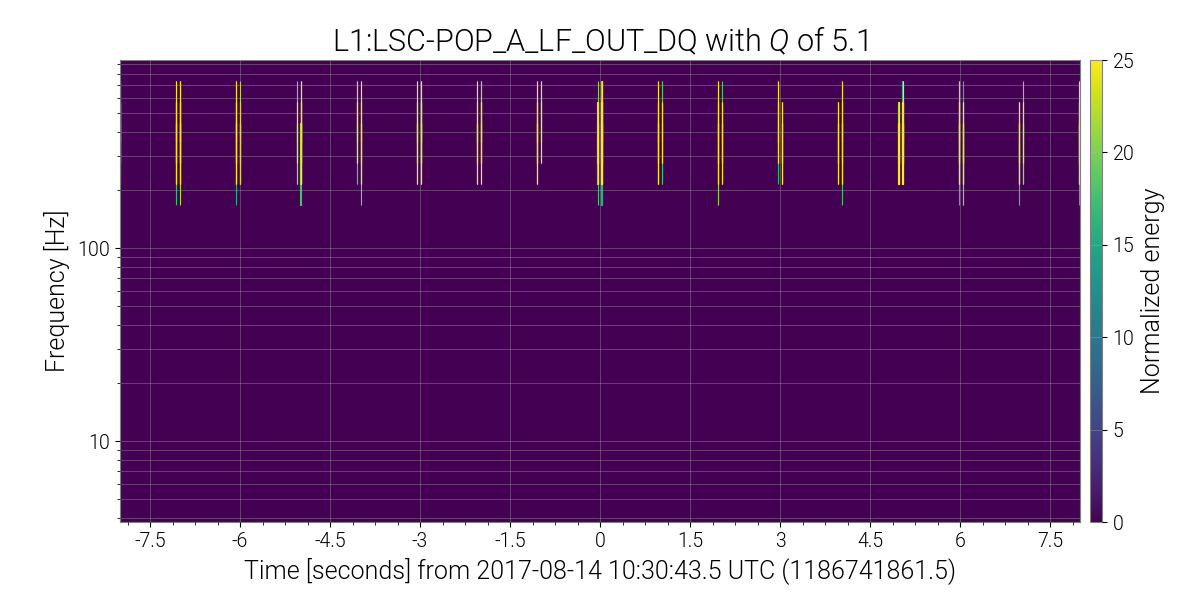 L1:LSC-POP_A_LF_OUT_DQ with Q of 5.1
Frequency [Hz]
100
10
-7.5 -6 -4.5 -3 -1.5 0 1.5 3 4.5 6 7.5
Time [seconds] from 2017-08-14 10:30:43.5 UTC (1186741861.5)
25
20
15
10
5
0
Normalized energy